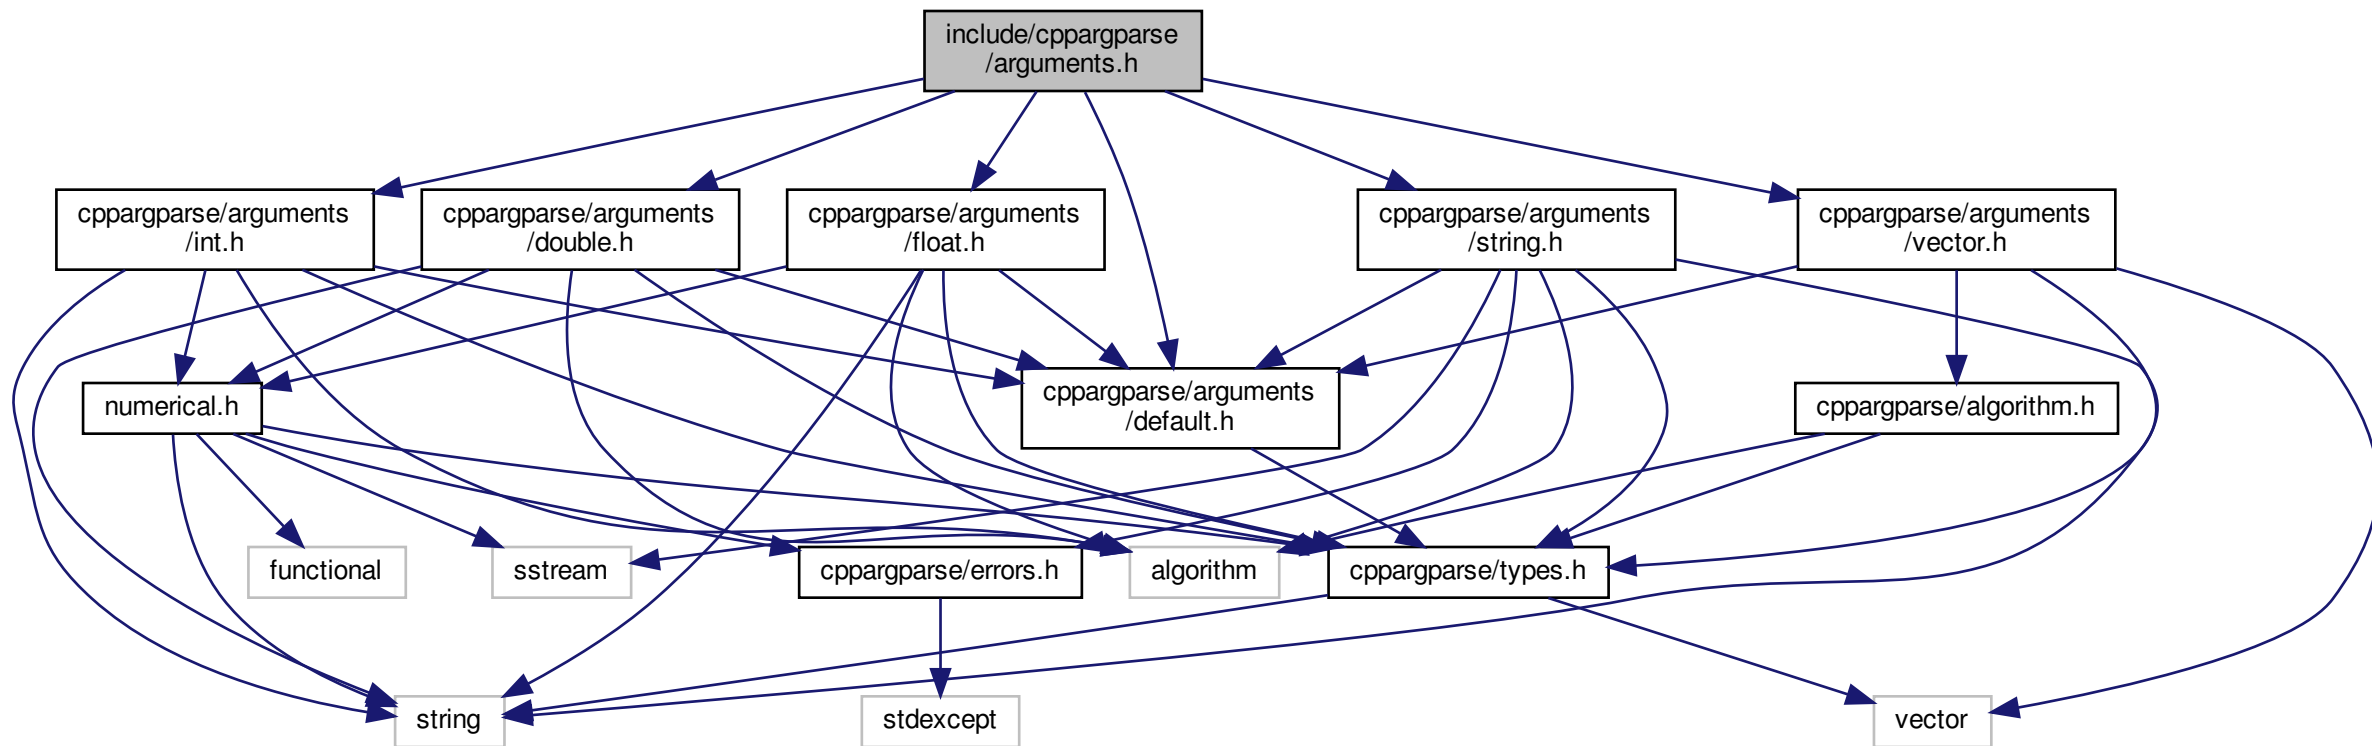 include/cppargparse
/arguments.h
cppargparse/arguments
/int.h
cppargparse/arguments
/double.h
cppargparse/arguments
/float.h
cppargparse/arguments
/string.h
cppargparse/arguments
/vector.h
numerical.h
cppargparse/arguments
/default.h
cppargparse/algorithm.h
functional
sstream
cppargparse/errors.h
algorithm
cppargparse/types.h
string
stdexcept
vector